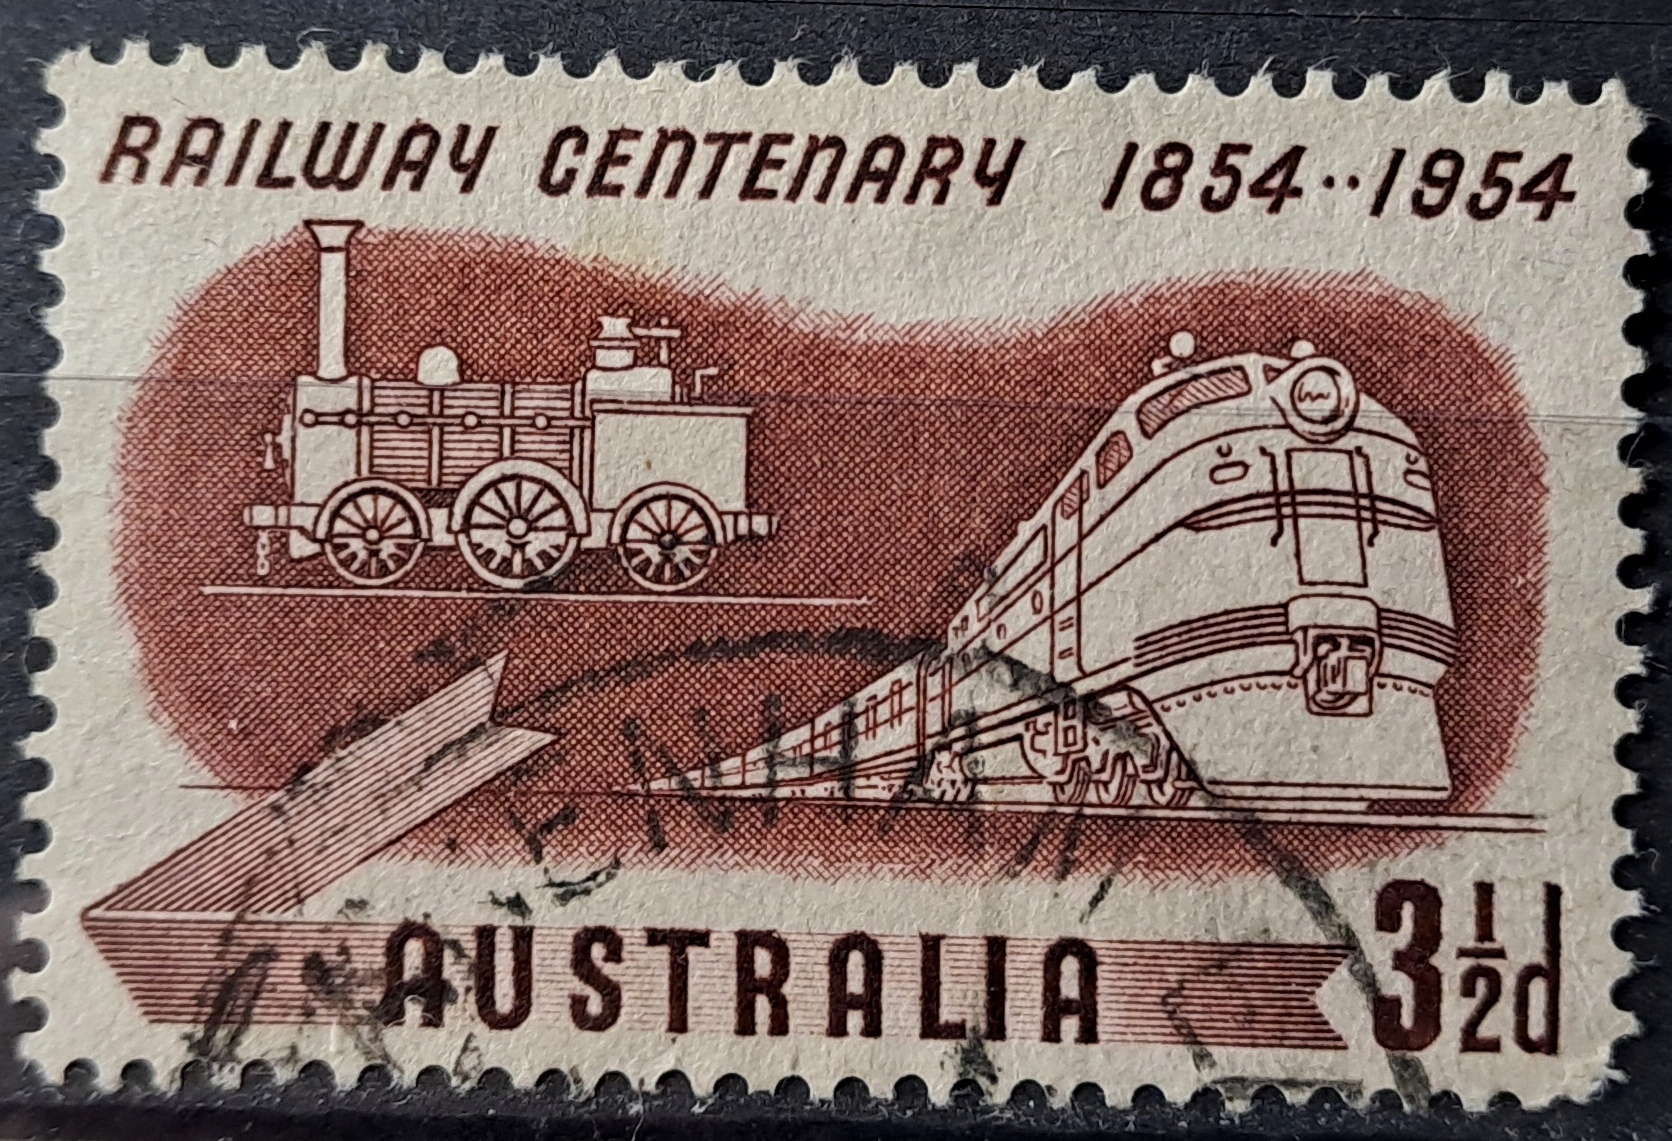 RAILWAY CENTENARY 1854··1954
AUSTRALIA 3½d